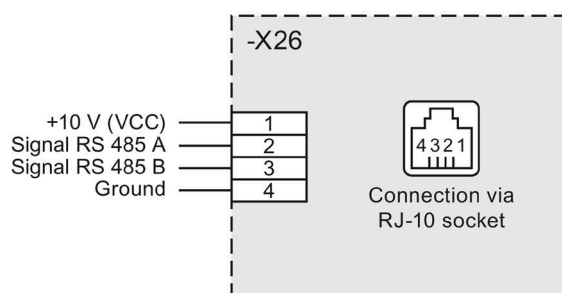 -X26
+10 V (VCC) 1
Signal RS 485 A 2
Signal RS 485 B 3
Ground 4
4321
Connection via
RJ-10 socket